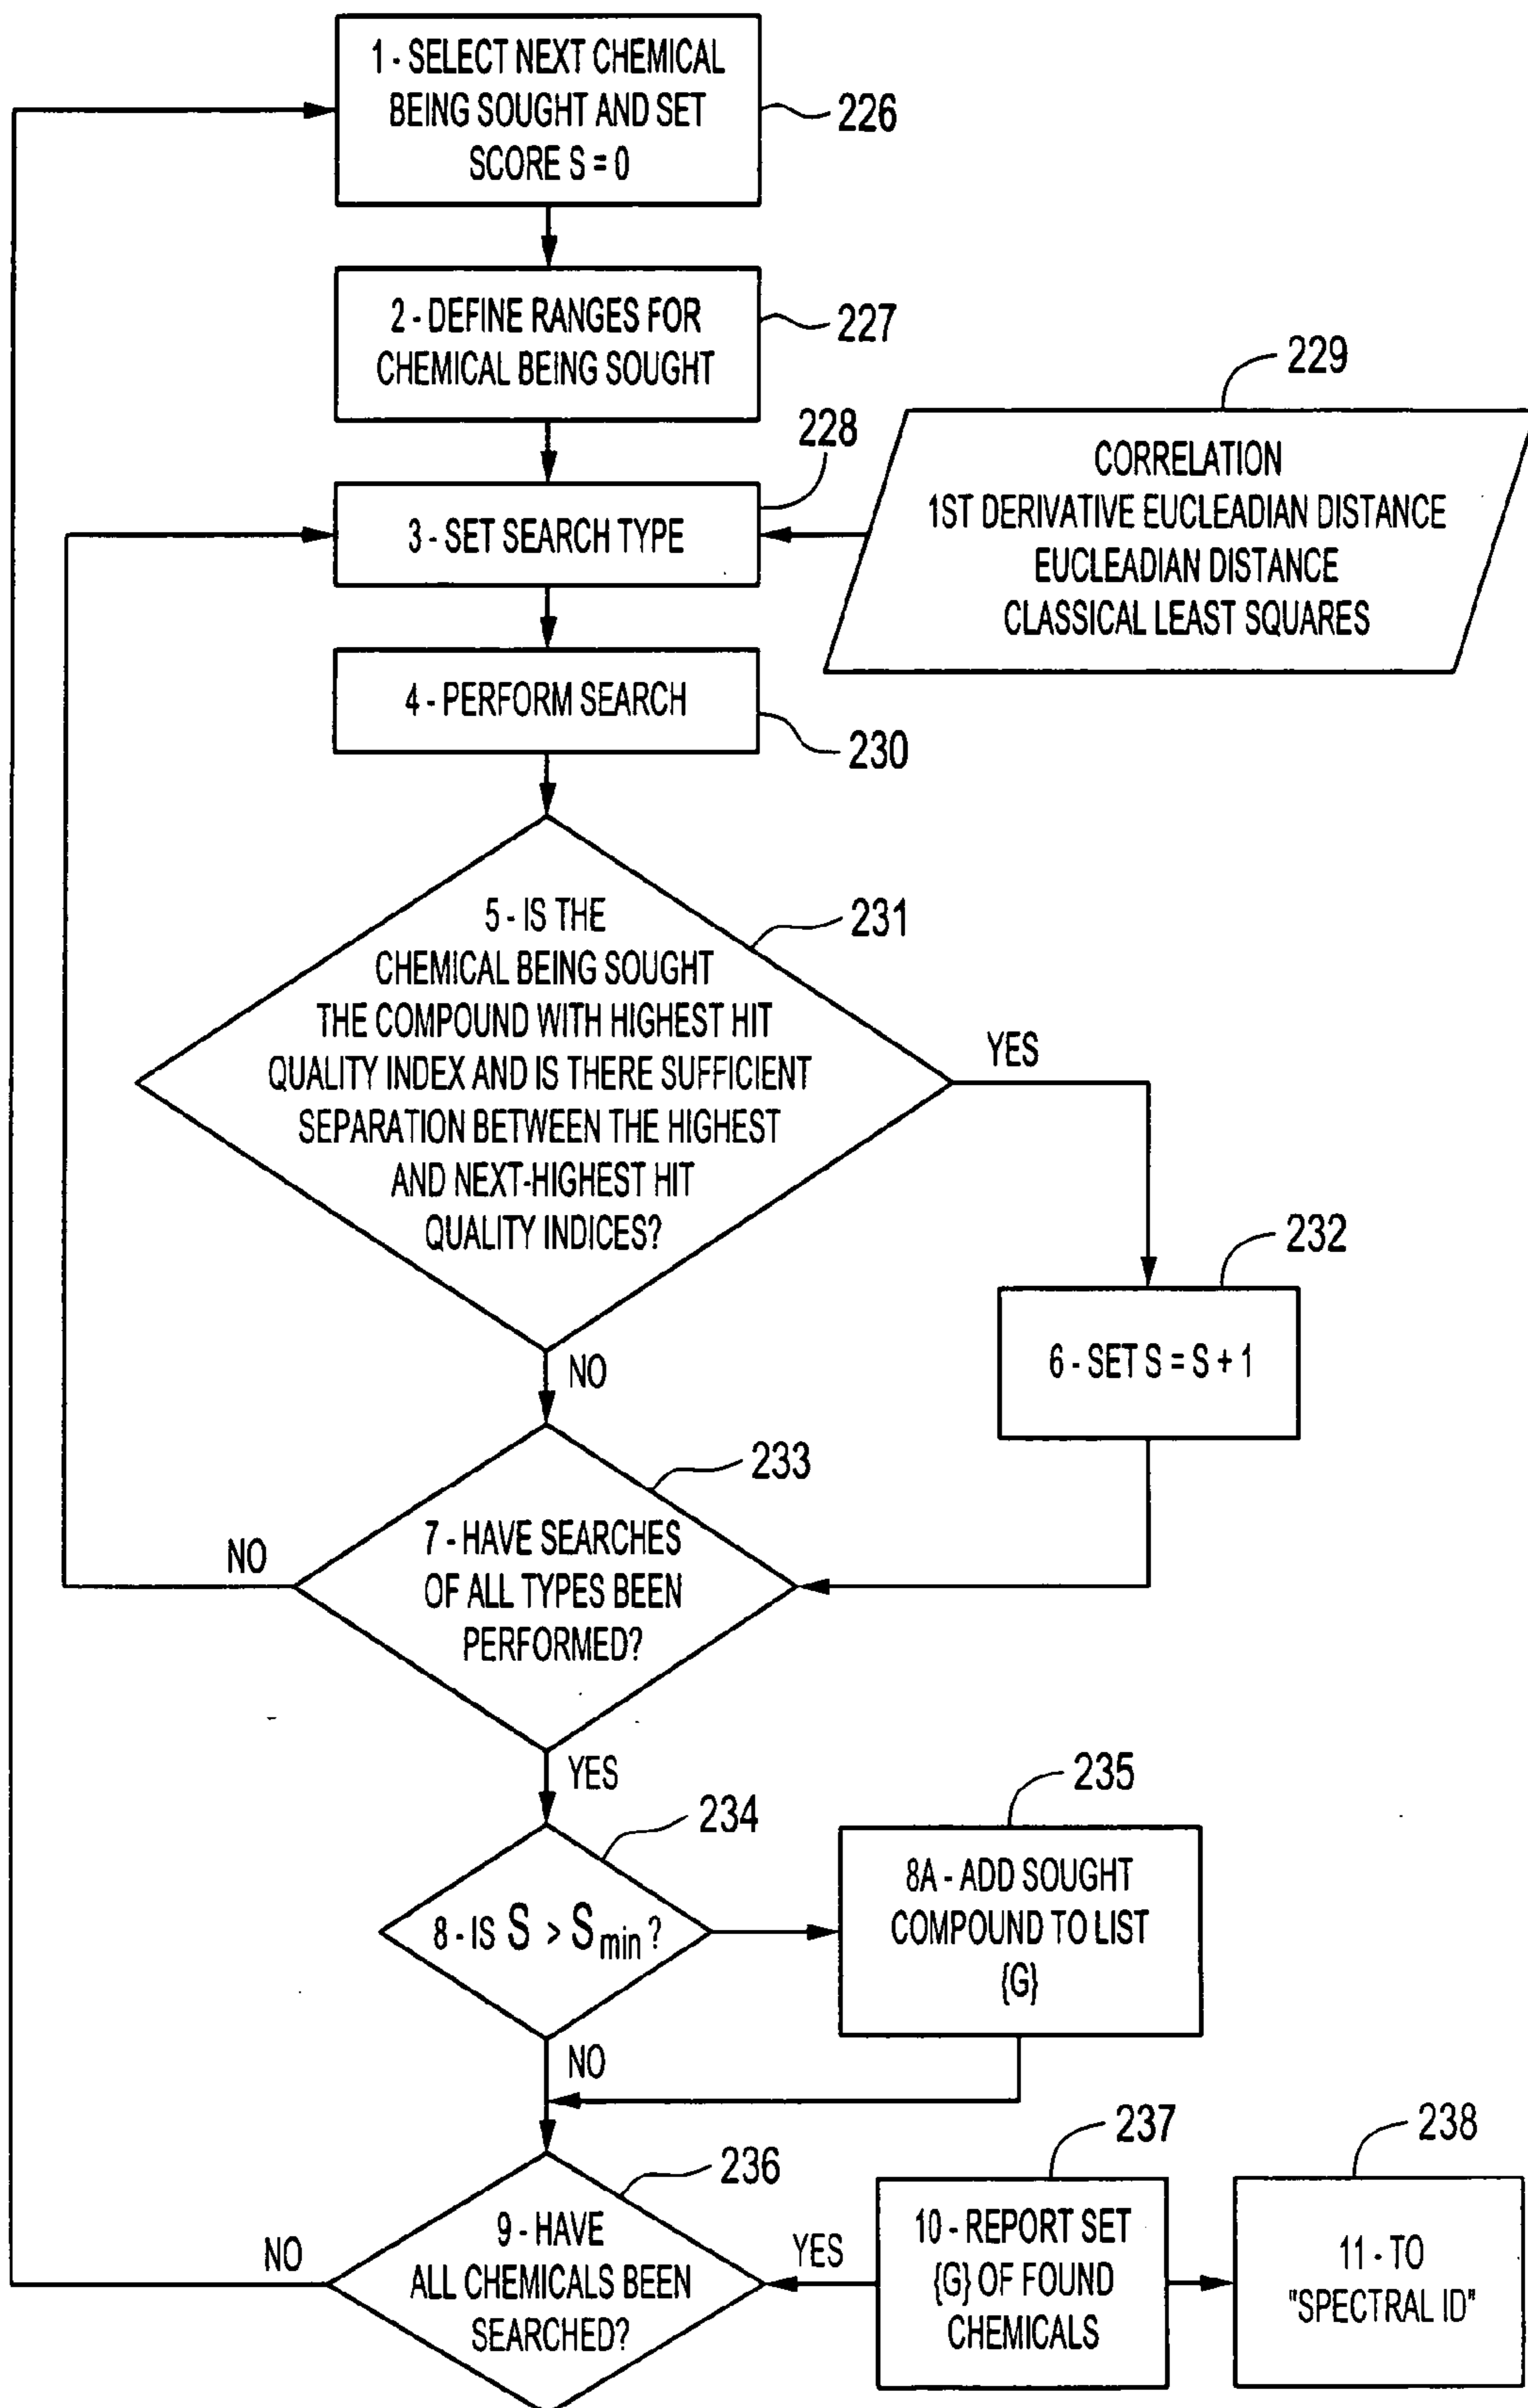 1 - SELECT NEXT CHEMICAL
BEING SOUGHT AND SET
SCORE S = 0
226
2 - DEFINE RANGES FOR
CHEMICAL BEING SOUGHT
227
229
228
3 - SET SEARCH TYPE
CORRELATION
1ST DERIVATIVE EUCLEADIAN DISTANCE
EUCLEADIAN DISTANCE
CLASSICAL LEAST SQUARES
4 - PERFORM SEARCH
230
5 - IS THE
CHEMICAL BEING SOUGHT
THE COMPOUND WITH HIGHEST HIT
QUALITY INDEX AND IS THERE SUFFICIENT
SEPARATION BETWEEN THE HIGHEST
AND NEXT-HIGHEST HIT
QUALITY INDICES?
231
YES
232
6 - SET S = S + 1
NO
233
7 - HAVE SEARCHES
OF ALL TYPES BEEN
PERFORMED?
NO
YES
234
8 - IS S > Smin ?
235
8A - ADD SOUGHT
COMPOUND TO LIST
{G}
NO
236
9 - HAVE
ALL CHEMICALS BEEN
SEARCHED?
NO
YES
237
10 - REPORT SET
{G} OF FOUND
CHEMICALS
238
11 - TO
"SPECTRAL ID"